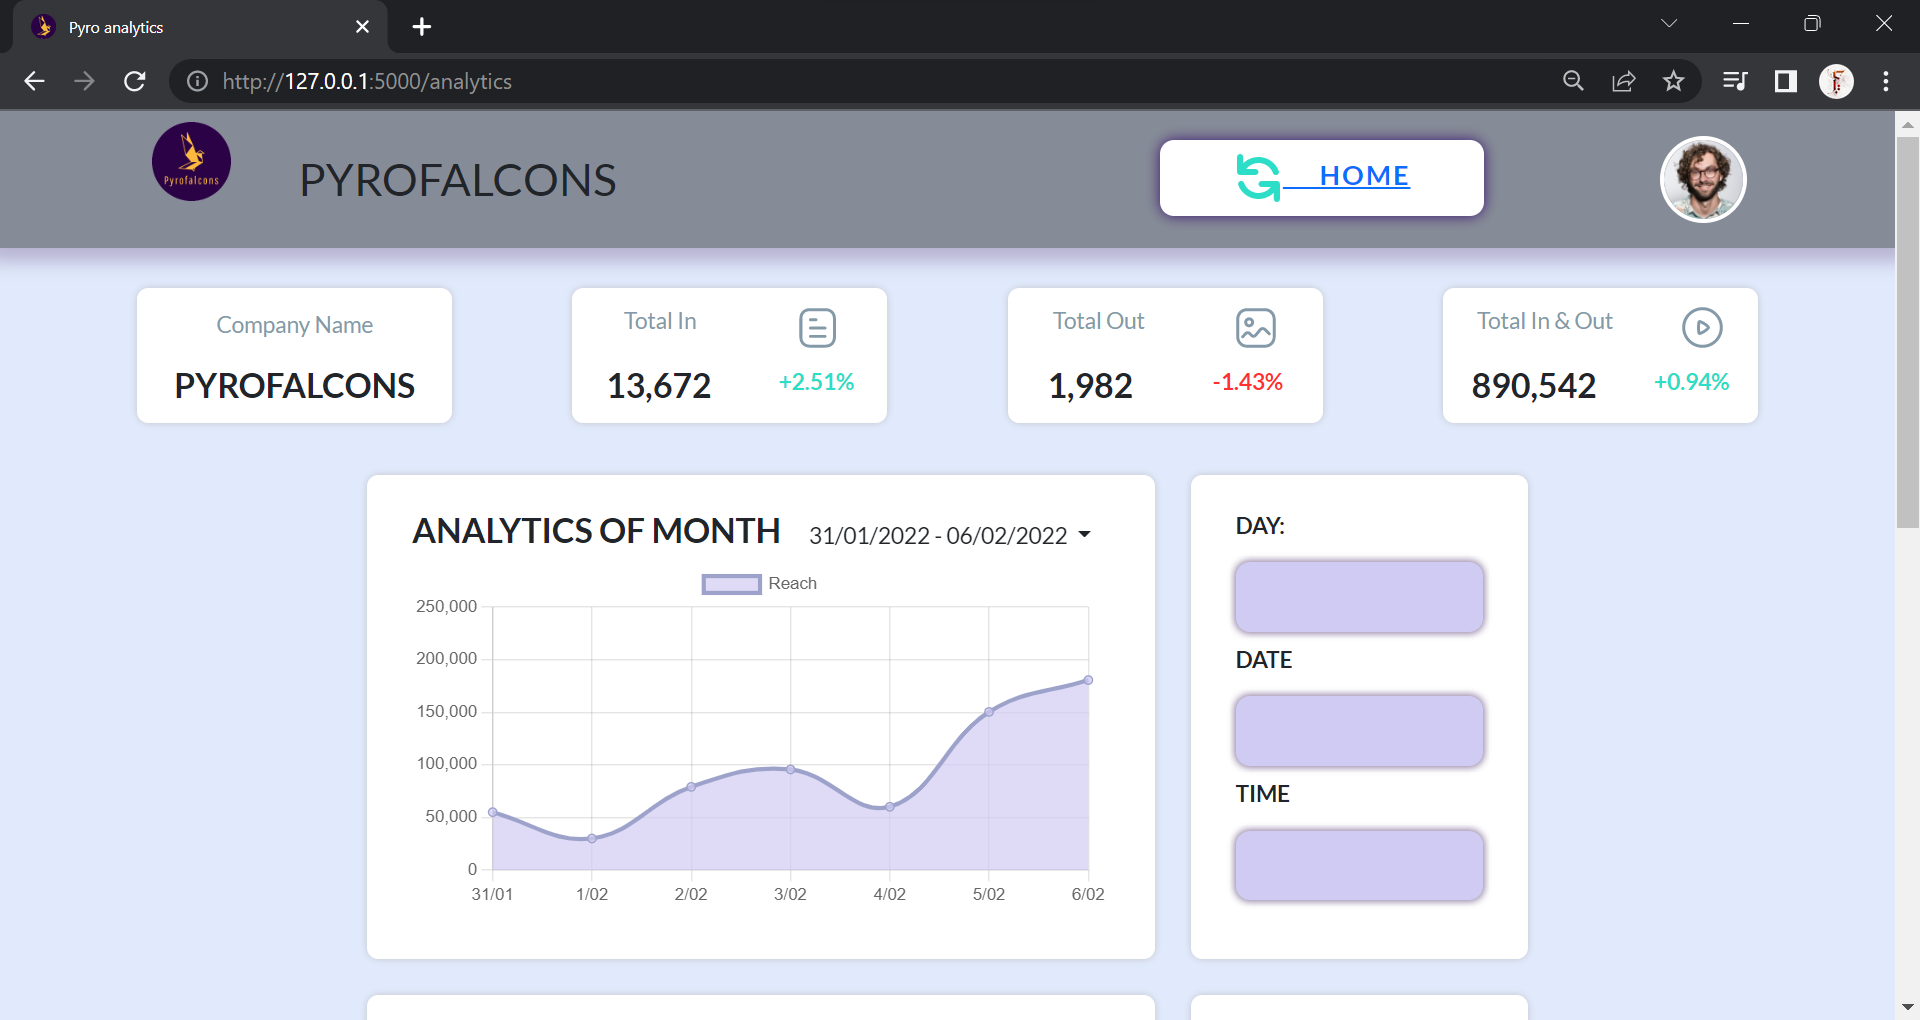 Pyro analytics
http://127.0.0.1:5000/analytics
Pyrofalcons
PYROFALCONS
HOME
Company Name
PYROFALCONS
Total In
13,672
+2.51%
Total Out
1,982
-1.43%
Total In & Out
890,542
+0.94%
ANALYTICS OF MONTH
31/01/2022 - 06/02/2022
Reach
250,000
200,000
150,000
100,000
50,000
0
31/01
1/02
2/02
3/02
4/02
5/02
6/02
DAY:
DATE
TIME